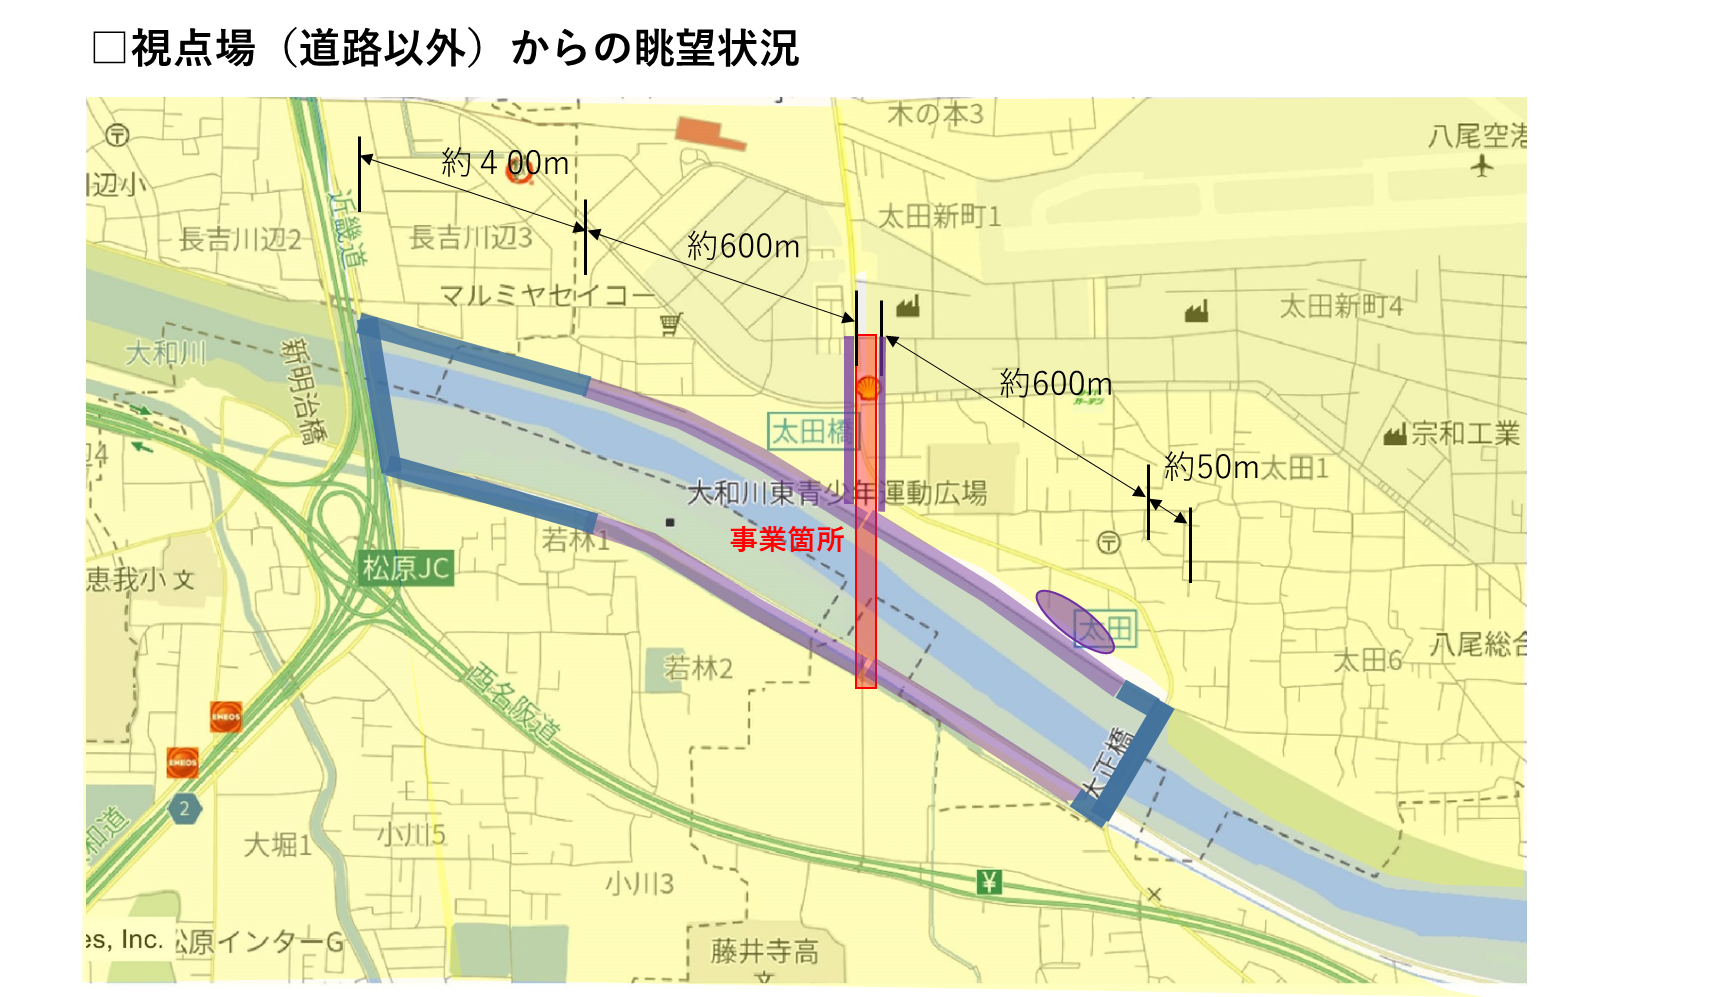 □視点場（道路以外）からの眺望状況
木の本3
八尾空港
約４00m
辺小
近畿道
長吉川辺2
長吉川辺3
太田新町1
約600m
マルミヤセイコー
太田新町4
大和川
新明治橋
約600m
太田橋
宗和工業
約50m
太田1
大和川東青少年運動広場
事業箇所
若林1
松原JC
恵我小
文
太田
八尾総合
太田6
若林2
西名阪道
ENEOS
大正橋
ENEOS
2
和道
大堀1
小川5
小川3
¥
es, Inc.
松原インターG
藤井寺高
文